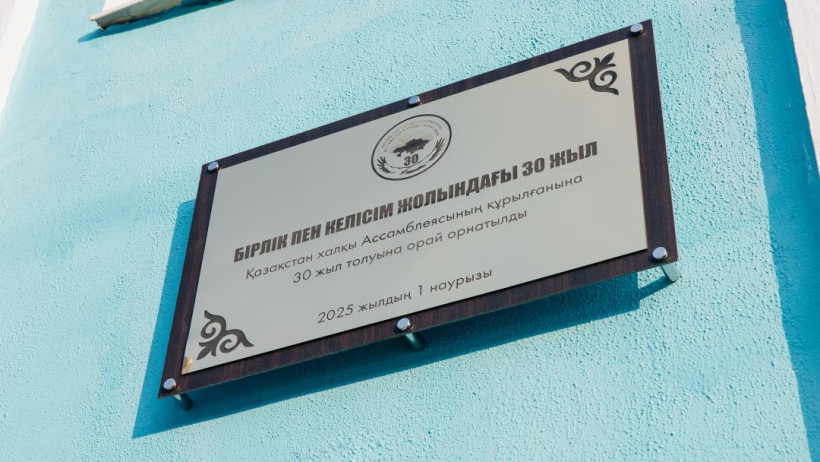 30
БІРЛІК ПЕН КЕЛІСІМ ЖОЛЫНДАҒЫ 30 ЖЫЛ
Қазақстан халқы Ассамблеясының құрылғанына
30 жыл толуына орай орнатылды
2025 жылдың 1 наурызы